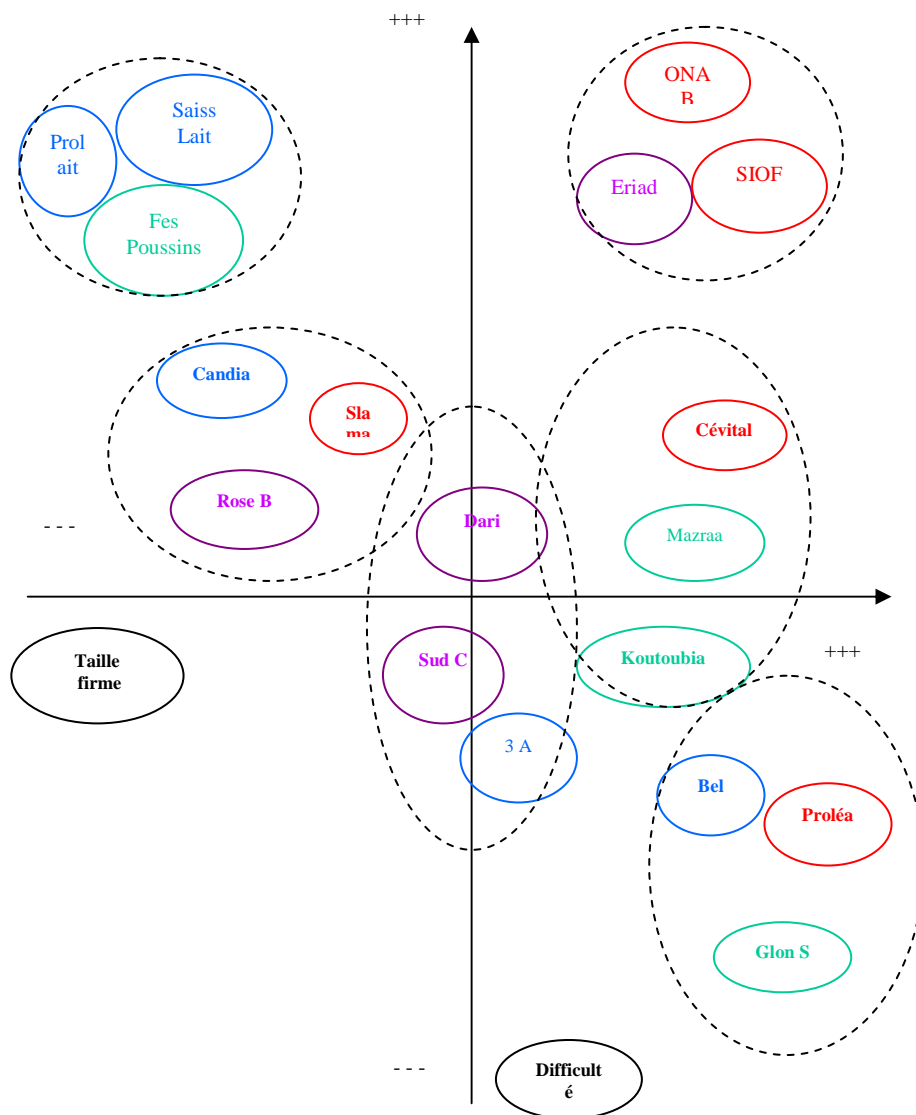 +++
ONA
B
Saiss
Lait
Prol
ait
Eriad
SIOF
Fes
Poussins
Candia
Sla
ma
Cévital
Rose B
Dari
- - -
Mazraa
Taille
firme
Sud C
Koutoubia
+++
3 A
Bel
Proléa
Glon S
- - -
Difficult
é